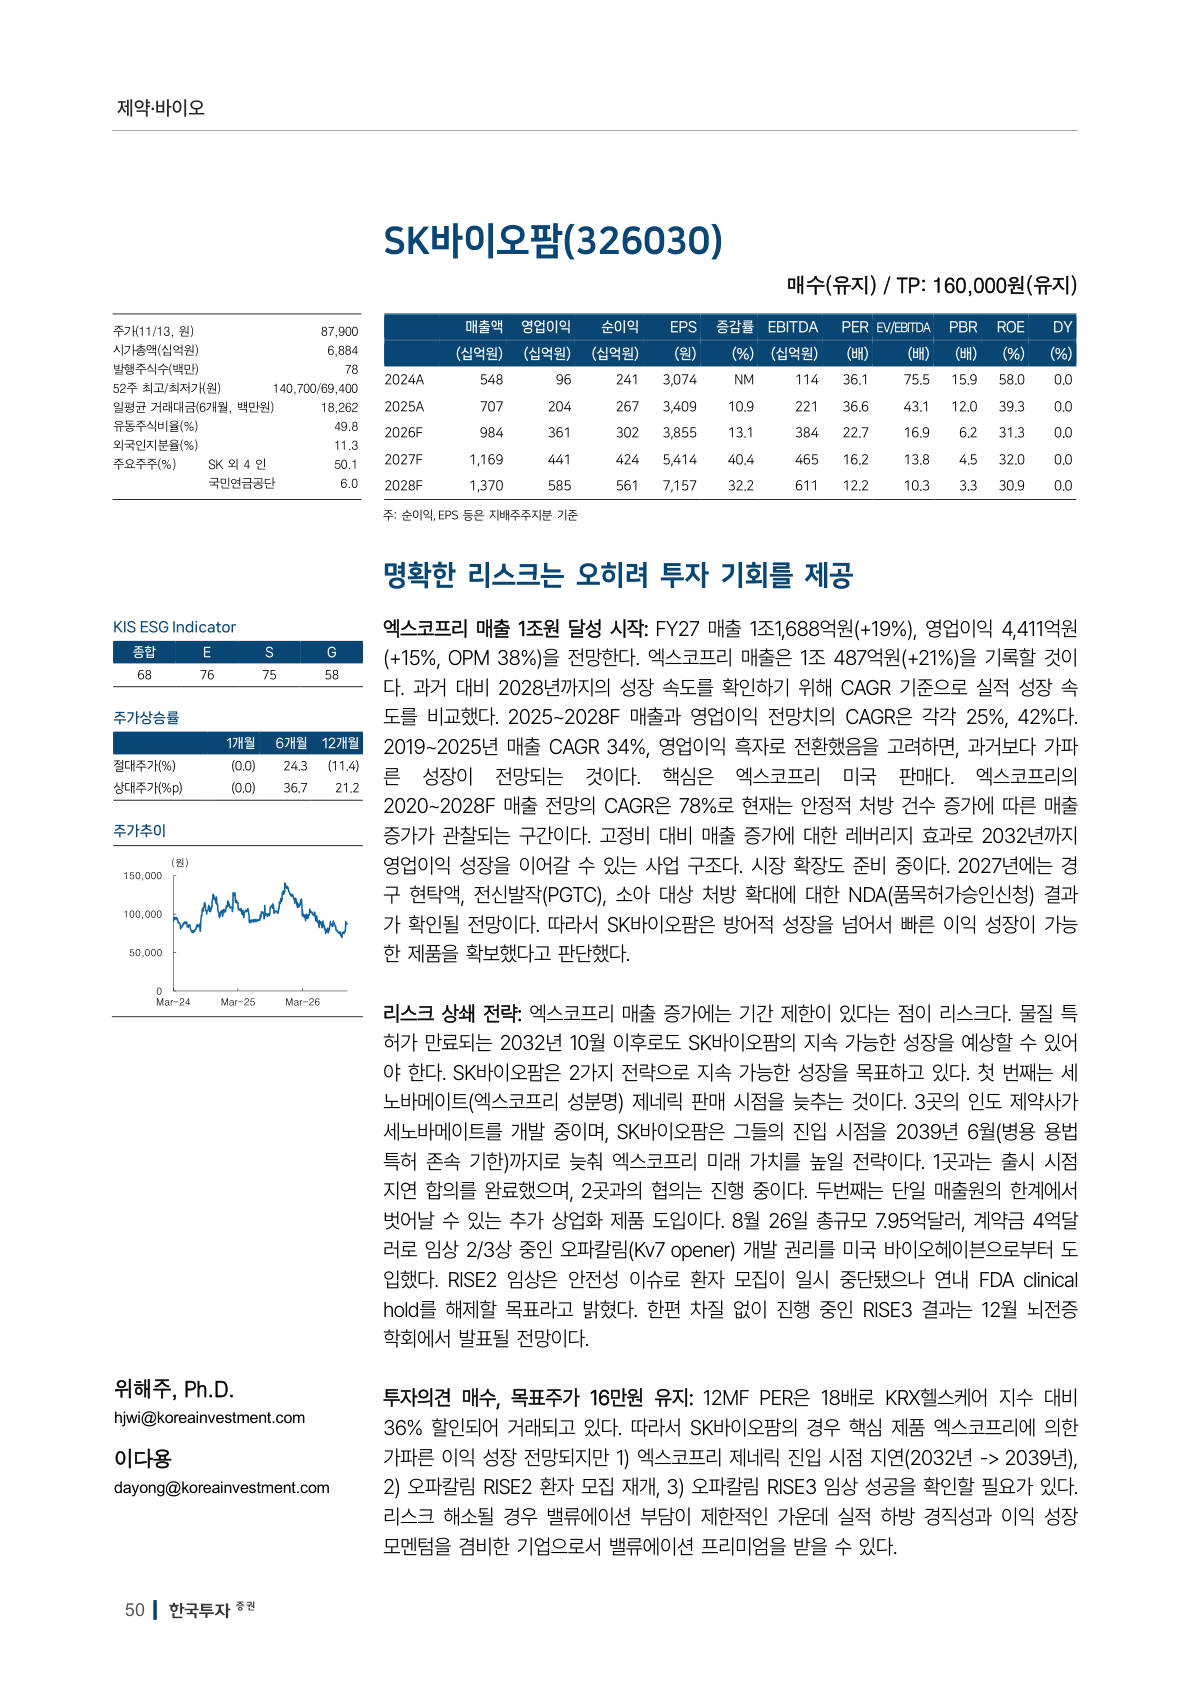 제약·바이오
SK바이오팜(326030)
매수(유지) / TP: 160,000원(유지)
주가(11/13, 원) 87,900
시가총액(십억원) 6,884
발행주식수(백만) 78
52주 최고/최저가(원) 140,700/69,400
일평균 거래대금(6개월, 백만원) 18,262
유동주식비율(%) 49.8
외국인지분율(%) 11.3
주요주주(%) SK 외 4 인 50.1
국민연금공단 6.0
매출액 영업이익 순이익 EPS 증감률 EBITDA PER EV/EBITDA PBR ROE DY
(십억원) (십억원) (십억원) (원) (%) (십억원) (배) (배) (배) (%) (%)
2024A 548 96 241 3,074 NM 114 36.1 75.5 15.9 58.0 0.0
2025A 707 204 267 3,409 10.9 221 36.6 43.1 12.0 39.3 0.0
2026F 984 361 302 3,855 13.1 384 22.7 16.9 6.2 31.3 0.0
2027F 1,169 441 424 5,414 40.4 465 16.2 13.8 4.5 32.0 0.0
2028F 1,370 585 561 7,157 32.2 611 12.2 10.3 3.3 30.9 0.0
주: 순이익, EPS 등은 지배주주지분 기준
KIS ESG Indicator
종합 E S G
68 76 75 58
주가상승률
1개월 6개월 12개월
절대주가(%) (0.0) 24.3 (11.4)
상대주가(%p) (0.0) 36.7 21.2
주가추이
(원)
150,000
100,000
50,000
0
Mar-24 Mar-25 Mar-26
명확한 리스크는 오히려 투자 기회를 제공
엑스코프리 매출 1조원 달성 시작: FY27 매출 1조1,688억원(+19%), 영업이익 4,411억원
(+15%, OPM 38%)을 전망한다. 엑스코프리 매출은 1조 487억원(+21%)을 기록할 것이
다. 과거 대비 2028년까지의 성장 속도를 확인하기 위해 CAGR 기준으로 실적 성장 속
도를 비교했다. 2025~2028F 매출과 영업이익 전망치의 CAGR은 각각 25%, 42%다.
2019~2025년 매출 CAGR 34%, 영업이익 흑자로 전환했음을 고려하면, 과거보다 가파
른 성장이 전망되는 것이다. 핵심은 엑스코프리 미국 판매다. 엑스코프리의
2020~2028F 매출 전망의 CAGR은 78%로 현재는 안정적 처방 건수 증가에 따른 매출
증가가 관찰되는 구간이다. 고정비 대비 매출 증가에 대한 레버리지 효과로 2032년까지
영업이익 성장을 이어갈 수 있는 사업 구조다. 시장 확장도 준비 중이다. 2027년에는 경
구 현탁액, 전신발작(PGTC), 소아 대상 처방 확대에 대한 NDA(품목허가승인신청) 결과
가 확인될 전망이다. 따라서 SK바이오팜은 방어적 성장을 넘어서 빠른 이익 성장이 가능
한 제품을 확보했다고 판단했다.
리스크 상쇄 전략: 엑스코프리 매출 증가에는 기간 제한이 있다는 점이 리스크다. 물질 특
허가 만료되는 2032년 10월 이후로도 SK바이오팜의 지속 가능한 성장을 예상할 수 있어
야 한다. SK바이오팜은 2가지 전략으로 지속 가능한 성장을 목표하고 있다. 첫 번째는 세
노바메이트(엑스코프리 성분명) 제네릭 판매 시점을 늦추는 것이다. 3곳의 인도 제약사가
세노바메이트를 개발 중이며, SK바이오팜은 그들의 진입 시점을 2039년 6월(병용 용법
특허 존속 기한)까지로 늦춰 엑스코프리 미래 가치를 높일 전략이다. 1곳과는 출시 시점
지연 합의를 완료했으며, 2곳과의 협의는 진행 중이다. 두번째는 단일 매출원의 한계에서
벗어날 수 있는 추가 상업화 제품 도입이다. 8월 26일 총규모 7.95억달러, 계약금 4억달
러로 임상 2/3상 중인 오파칼림(Kv7 opener) 개발 권리를 미국 바이오헤이븐으로부터 도
입했다. RISE2 임상은 안전성 이슈로 환자 모집이 일시 중단됐으나 연내 FDA clinical
hold를 해제할 목표라고 밝혔다. 한편 차질 없이 진행 중인 RISE3 결과는 12월 뇌전증
학회에서 발표될 전망이다.
투자의견 매수, 목표주가 16만원 유지: 12MF PER은 18배로 KRX헬스케어 지수 대비
36% 할인되어 거래되고 있다. 따라서 SK바이오팜의 경우 핵심 제품 엑스코프리에 의한
가파른 이익 성장 전망되지만 1) 엑스코프리 제네릭 진입 시점 지연(2032년 -> 2039년),
2) 오파칼림 RISE2 환자 모집 재개, 3) 오파칼림 RISE3 임상 성공을 확인할 필요가 있다.
리스크 해소될 경우 밸류에이션 부담이 제한적인 가운데 실적 하방 경직성과 이익 성장
모멘텀을 겸비한 기업으로서 밸류에이션 프리미엄을 받을 수 있다.
위해주, Ph.D.
hjwi@koreainvestment.com
이다용
dayong@koreainvestment.com
50 한국투자 증권